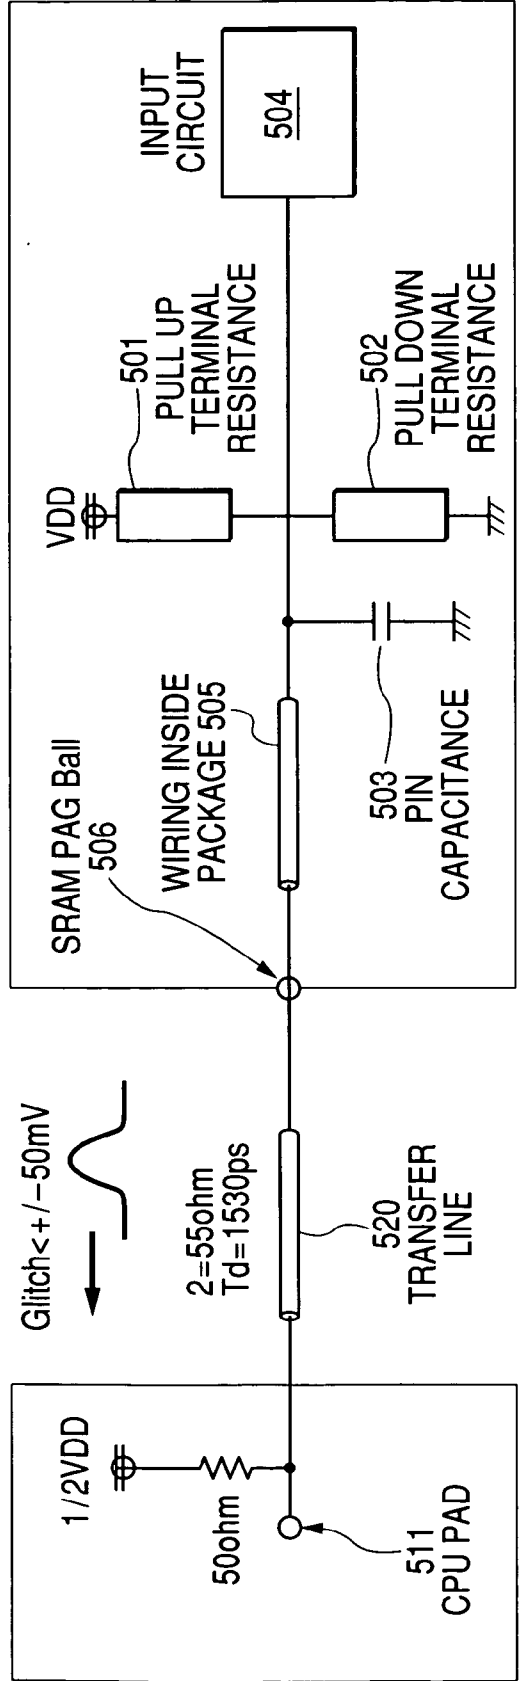 1/2VDD
50ohm
511
CPU PAD
Glitch<+/-50mV
2=55ohm
Td=1530ps
520
TRANSFER
LINE
SRAM PAG Ball
506
WIRING INSIDE
PACKAGE 505
503
PIN
CAPACITANCE
VDD
501
PULL UP
TERMINAL
RESISTANCE
502
PULL DOWN
TERMINAL
RESISTANCE
INPUT
CIRCUIT
504